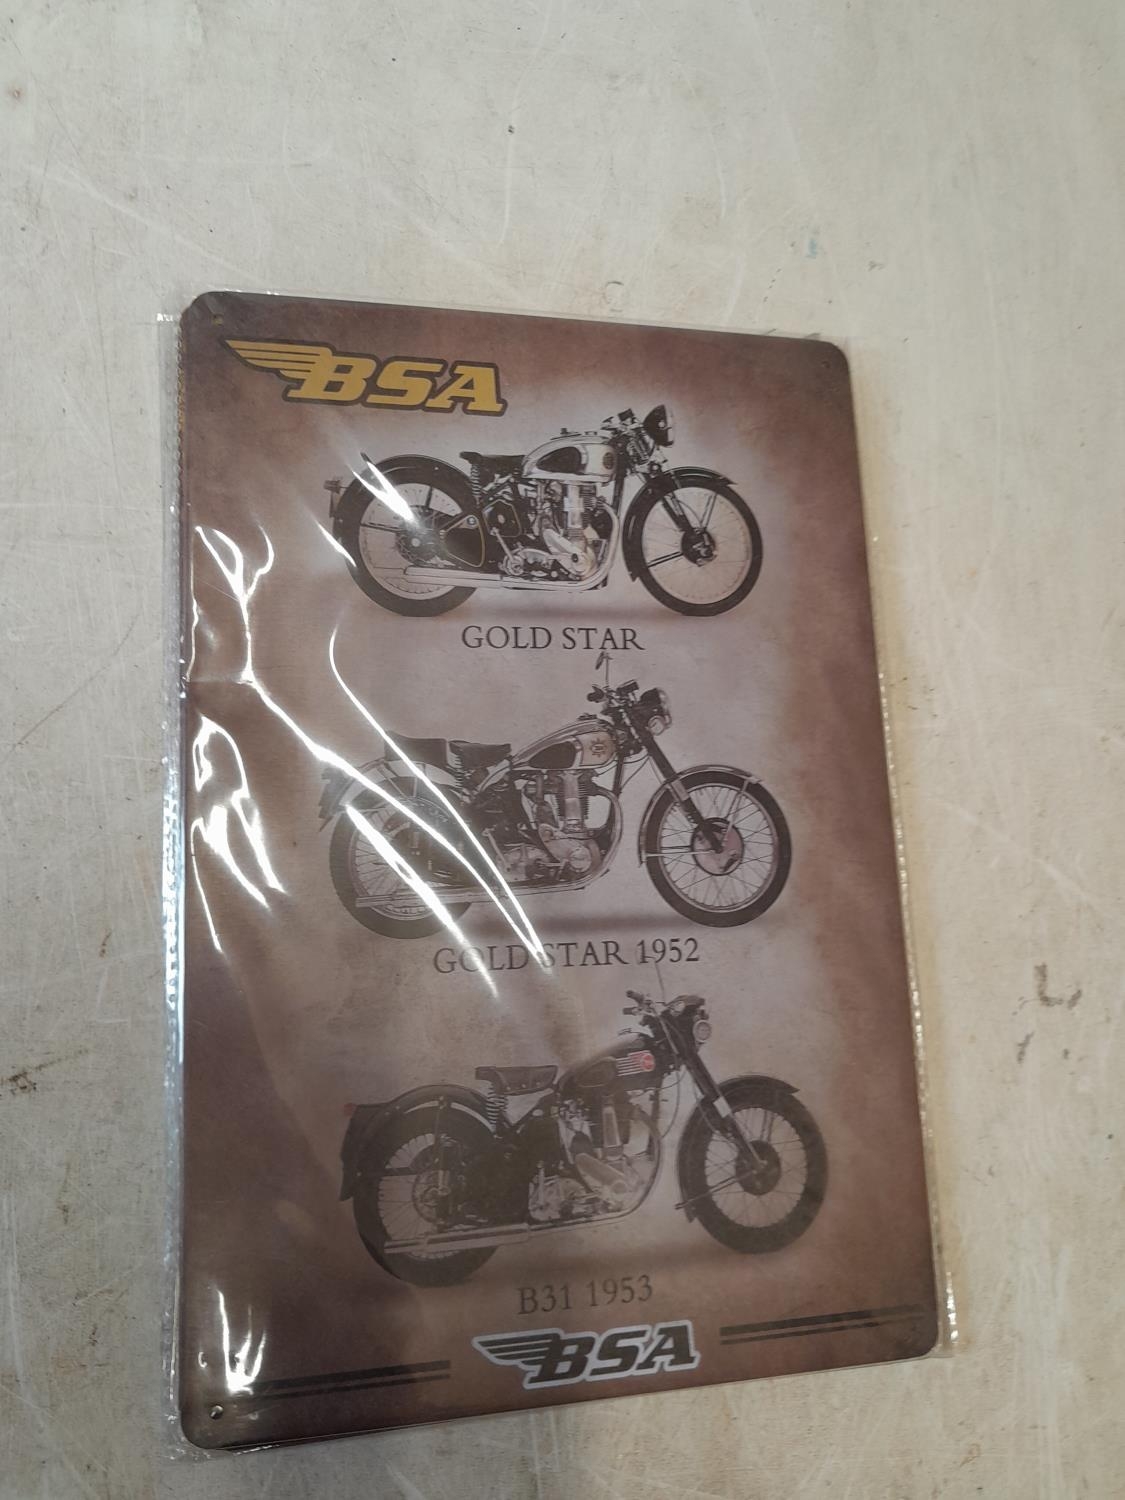 BSA
GOLD STAR
GOLD STAR 1952
B31 1953
BSA